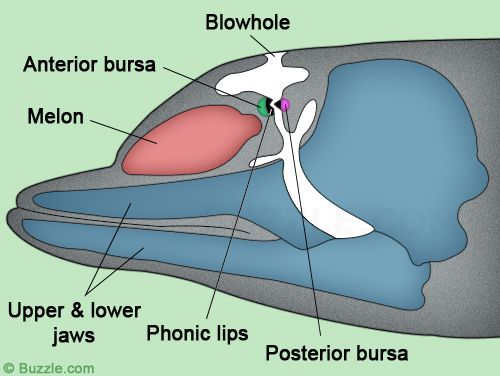 Blowhole
Anterior bursa
Melon
Upper & lower
jaws
Phonic lips
Posterior bursa
© Buzzle.com